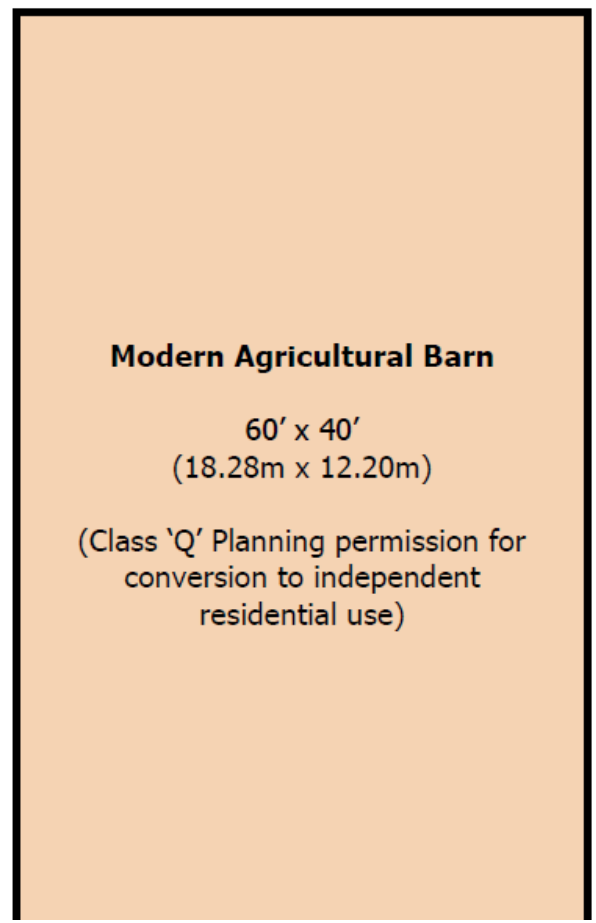 Modern Agricultural Barn
60’ x 40’
(18.28m x 12.20m)
(Class ‘Q’ Planning permission for
conversion to independent
residential use)